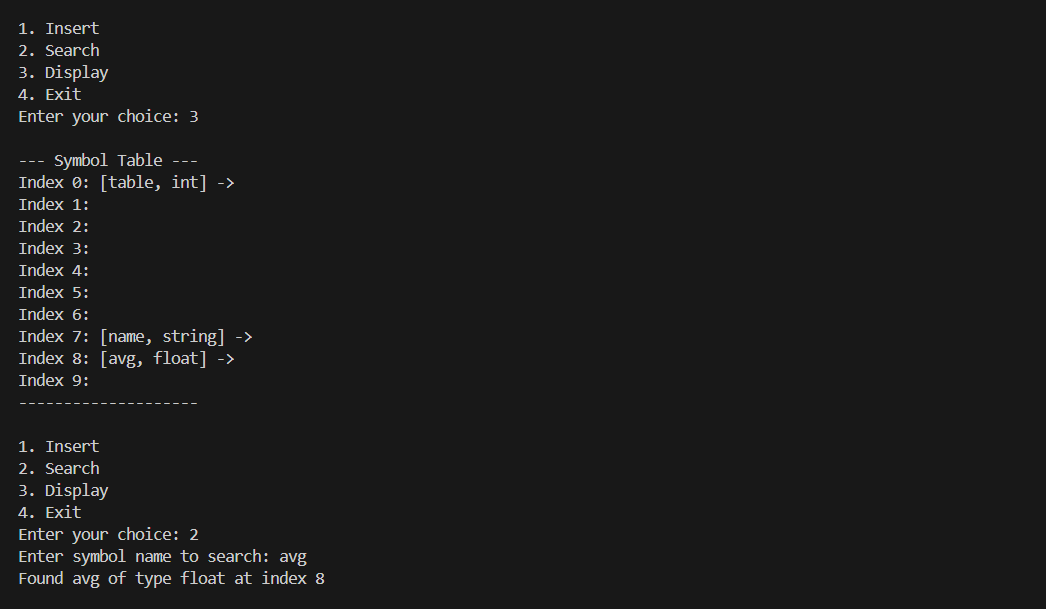 1. Insert
2. Search
3. Display
4. Exit
Enter your choice: 3
--- Symbol Table ---
Index 0: [table, int] ->
Index 1:
Index 2:
Index 3:
Index 4:
Index 5:
Index 6:
Index 7: [name, string] ->
Index 8: [avg, float] ->
Index 9:
--------------------
1. Insert
2. Search
3. Display
4. Exit
Enter your choice: 2
Enter symbol name to search: avg
Found avg of type float at index 8